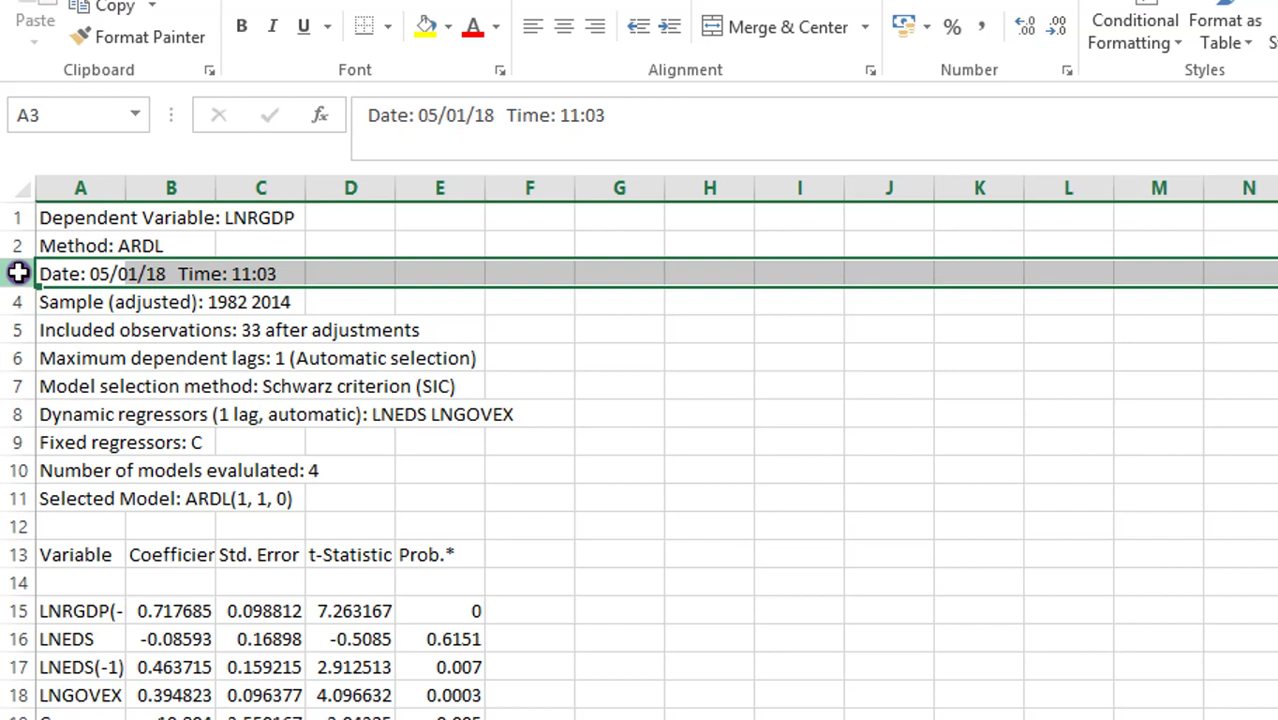 Copy
Paste
Format Painter
B I U A
Merge & Center
% ,
Conditional Formatting
Format as Table
Clipboard
Font
Alignment
Number
Styles
A3
fx
Date: 05/01/18 Time: 11:03
A B C D E F G H I J K L M N
1 Dependent Variable: LNRGDP
2 Method: ARDL
Date: 05/01/18 Time: 11:03
4 Sample (adjusted): 1982 2014
5 Included observations: 33 after adjustments
6 Maximum dependent lags: 1 (Automatic selection)
7 Model selection method: Schwarz criterion (SIC)
8 Dynamic regressors (1 lag, automatic): LNEDS LNGOVEX
9 Fixed regressors: C
10 Number of models evalulated: 4
11 Selected Model: ARDL(1, 1, 0)
12
13 Variable Coefficier Std. Error t-Statistic Prob.*
14
15 LNRGDP(- 0.717685 0.098812 7.263167 0
16 LNEDS -0.08593 0.16898 -0.5085 0.6151
17 LNEDS(-1) 0.463715 0.159215 2.912513 0.007
18 LNGOVEX 0.394823 0.096377 4.096632 0.0003